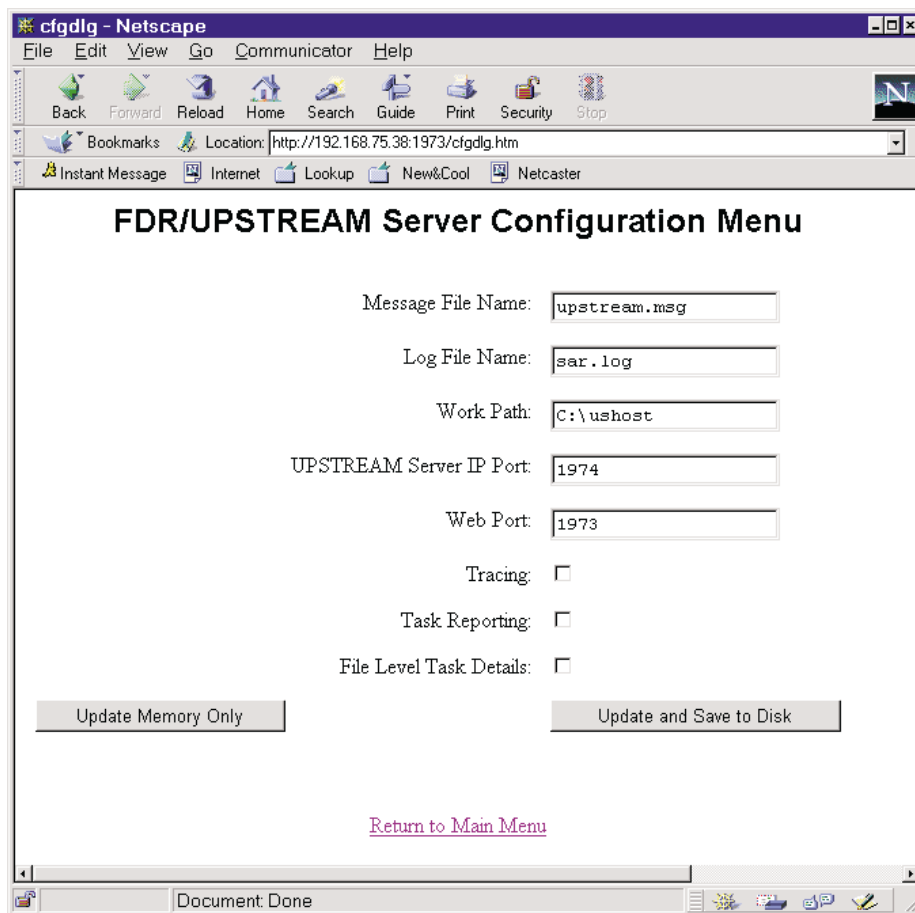 cfgdlg - Netscape
File Edit View Go Communicator Help
Back Forward Reload Home Search Guide Print Security Stop
N
Bookmarks Location: http://192.168.75.38:1973/cfgdlg.htm
Instant Message Internet Lookup New&Cool Netcaster
FDR/UPSTREAM Server Configuration Menu
Message File Name: upstream.msg
Log File Name: sar.log
Work Path: C:\ushost
UPSTREAM Server IP Port: 1974
Web Port: 1973
Tracing:
Task Reporting:
File Level Task Details:
Update Memory Only Update and Save to Disk
Return to Main Menu
Document: Done